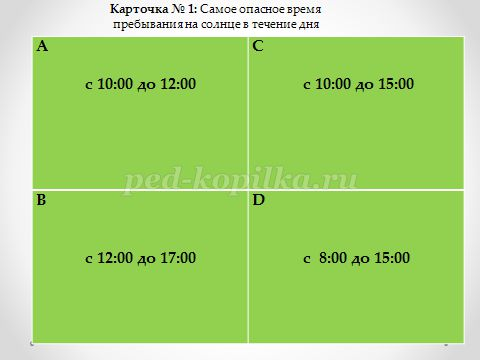 Карточка № 1: Самое опасное время
пребывания на солнце в течение дня
A
с 10:00 до 12:00
C
с 10:00 до 15:00
ped-kopilka.ru
B
с 12:00 до 17:00
D
с 8:00 до 15:00